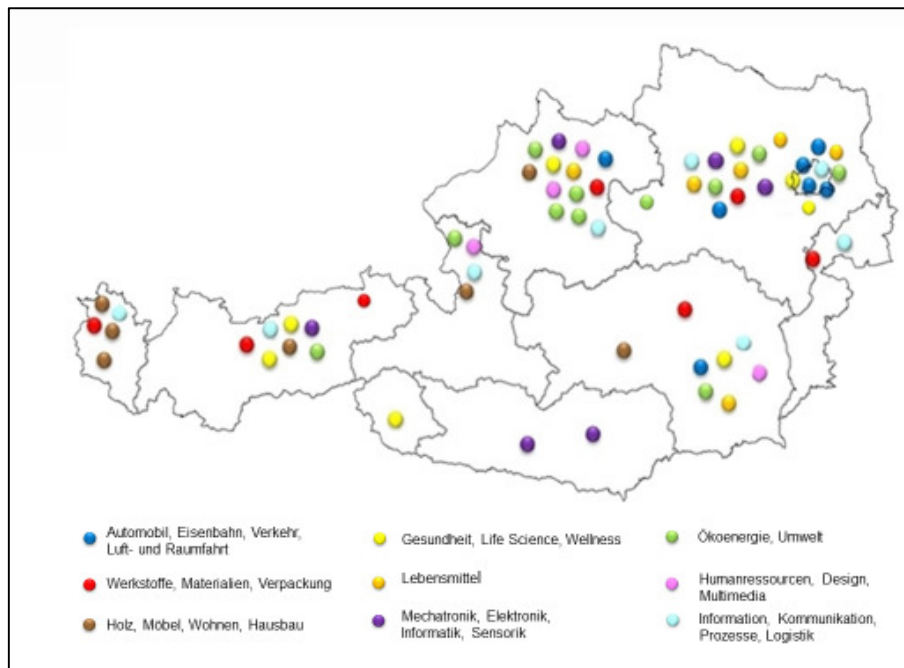 Automobil, Eisenbahn, Verkehr,
Luft- und Raumfahrt
Werkstoffe, Materialien, Verpackung
Holz, Möbel, Wohnen, Hausbau
Gesundheit, Life Science, Wellness
Lebensmittel
Mechatronik, Elektronik,
Informatik, Sensorik
Ökoenergie, Umwelt
Humanressourcen, Design,
Multimedia
Information, Kommunikation,
Prozesse, Logistik